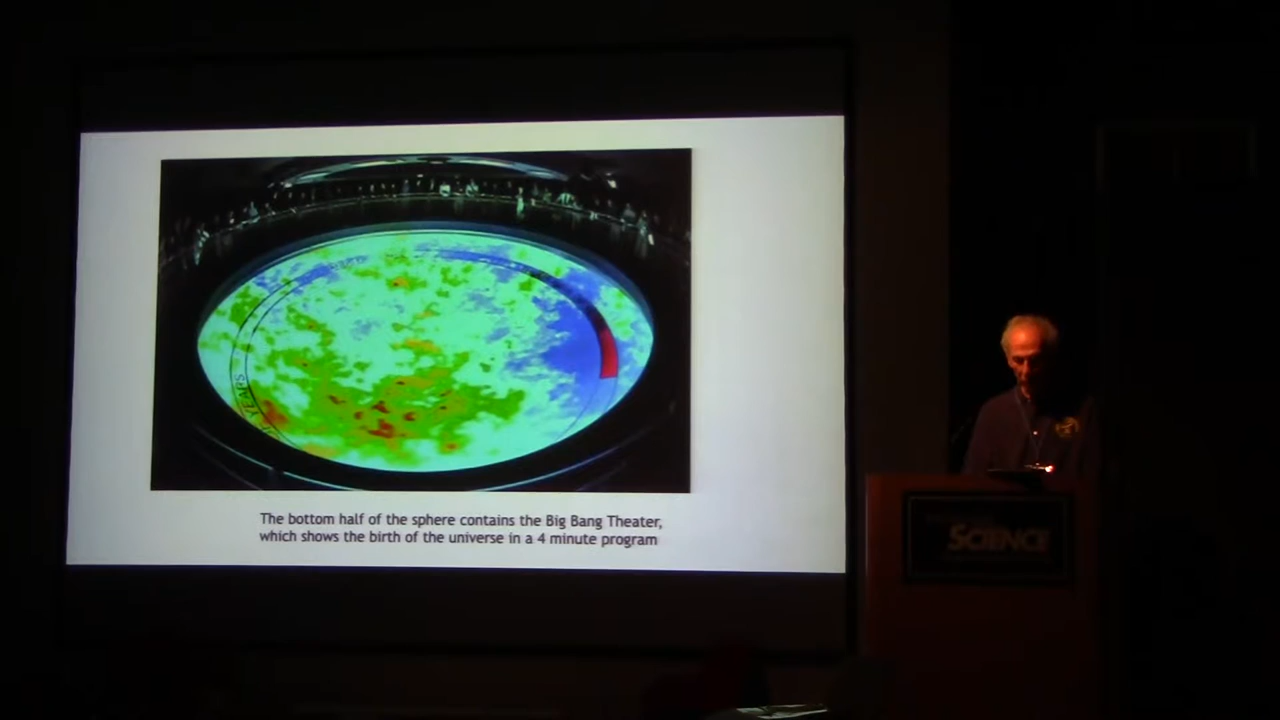 YEARS
The bottom half of the sphere contains the Big Bang Theater,
which shows the birth of the universe in a 4 minute program
SCIENCE